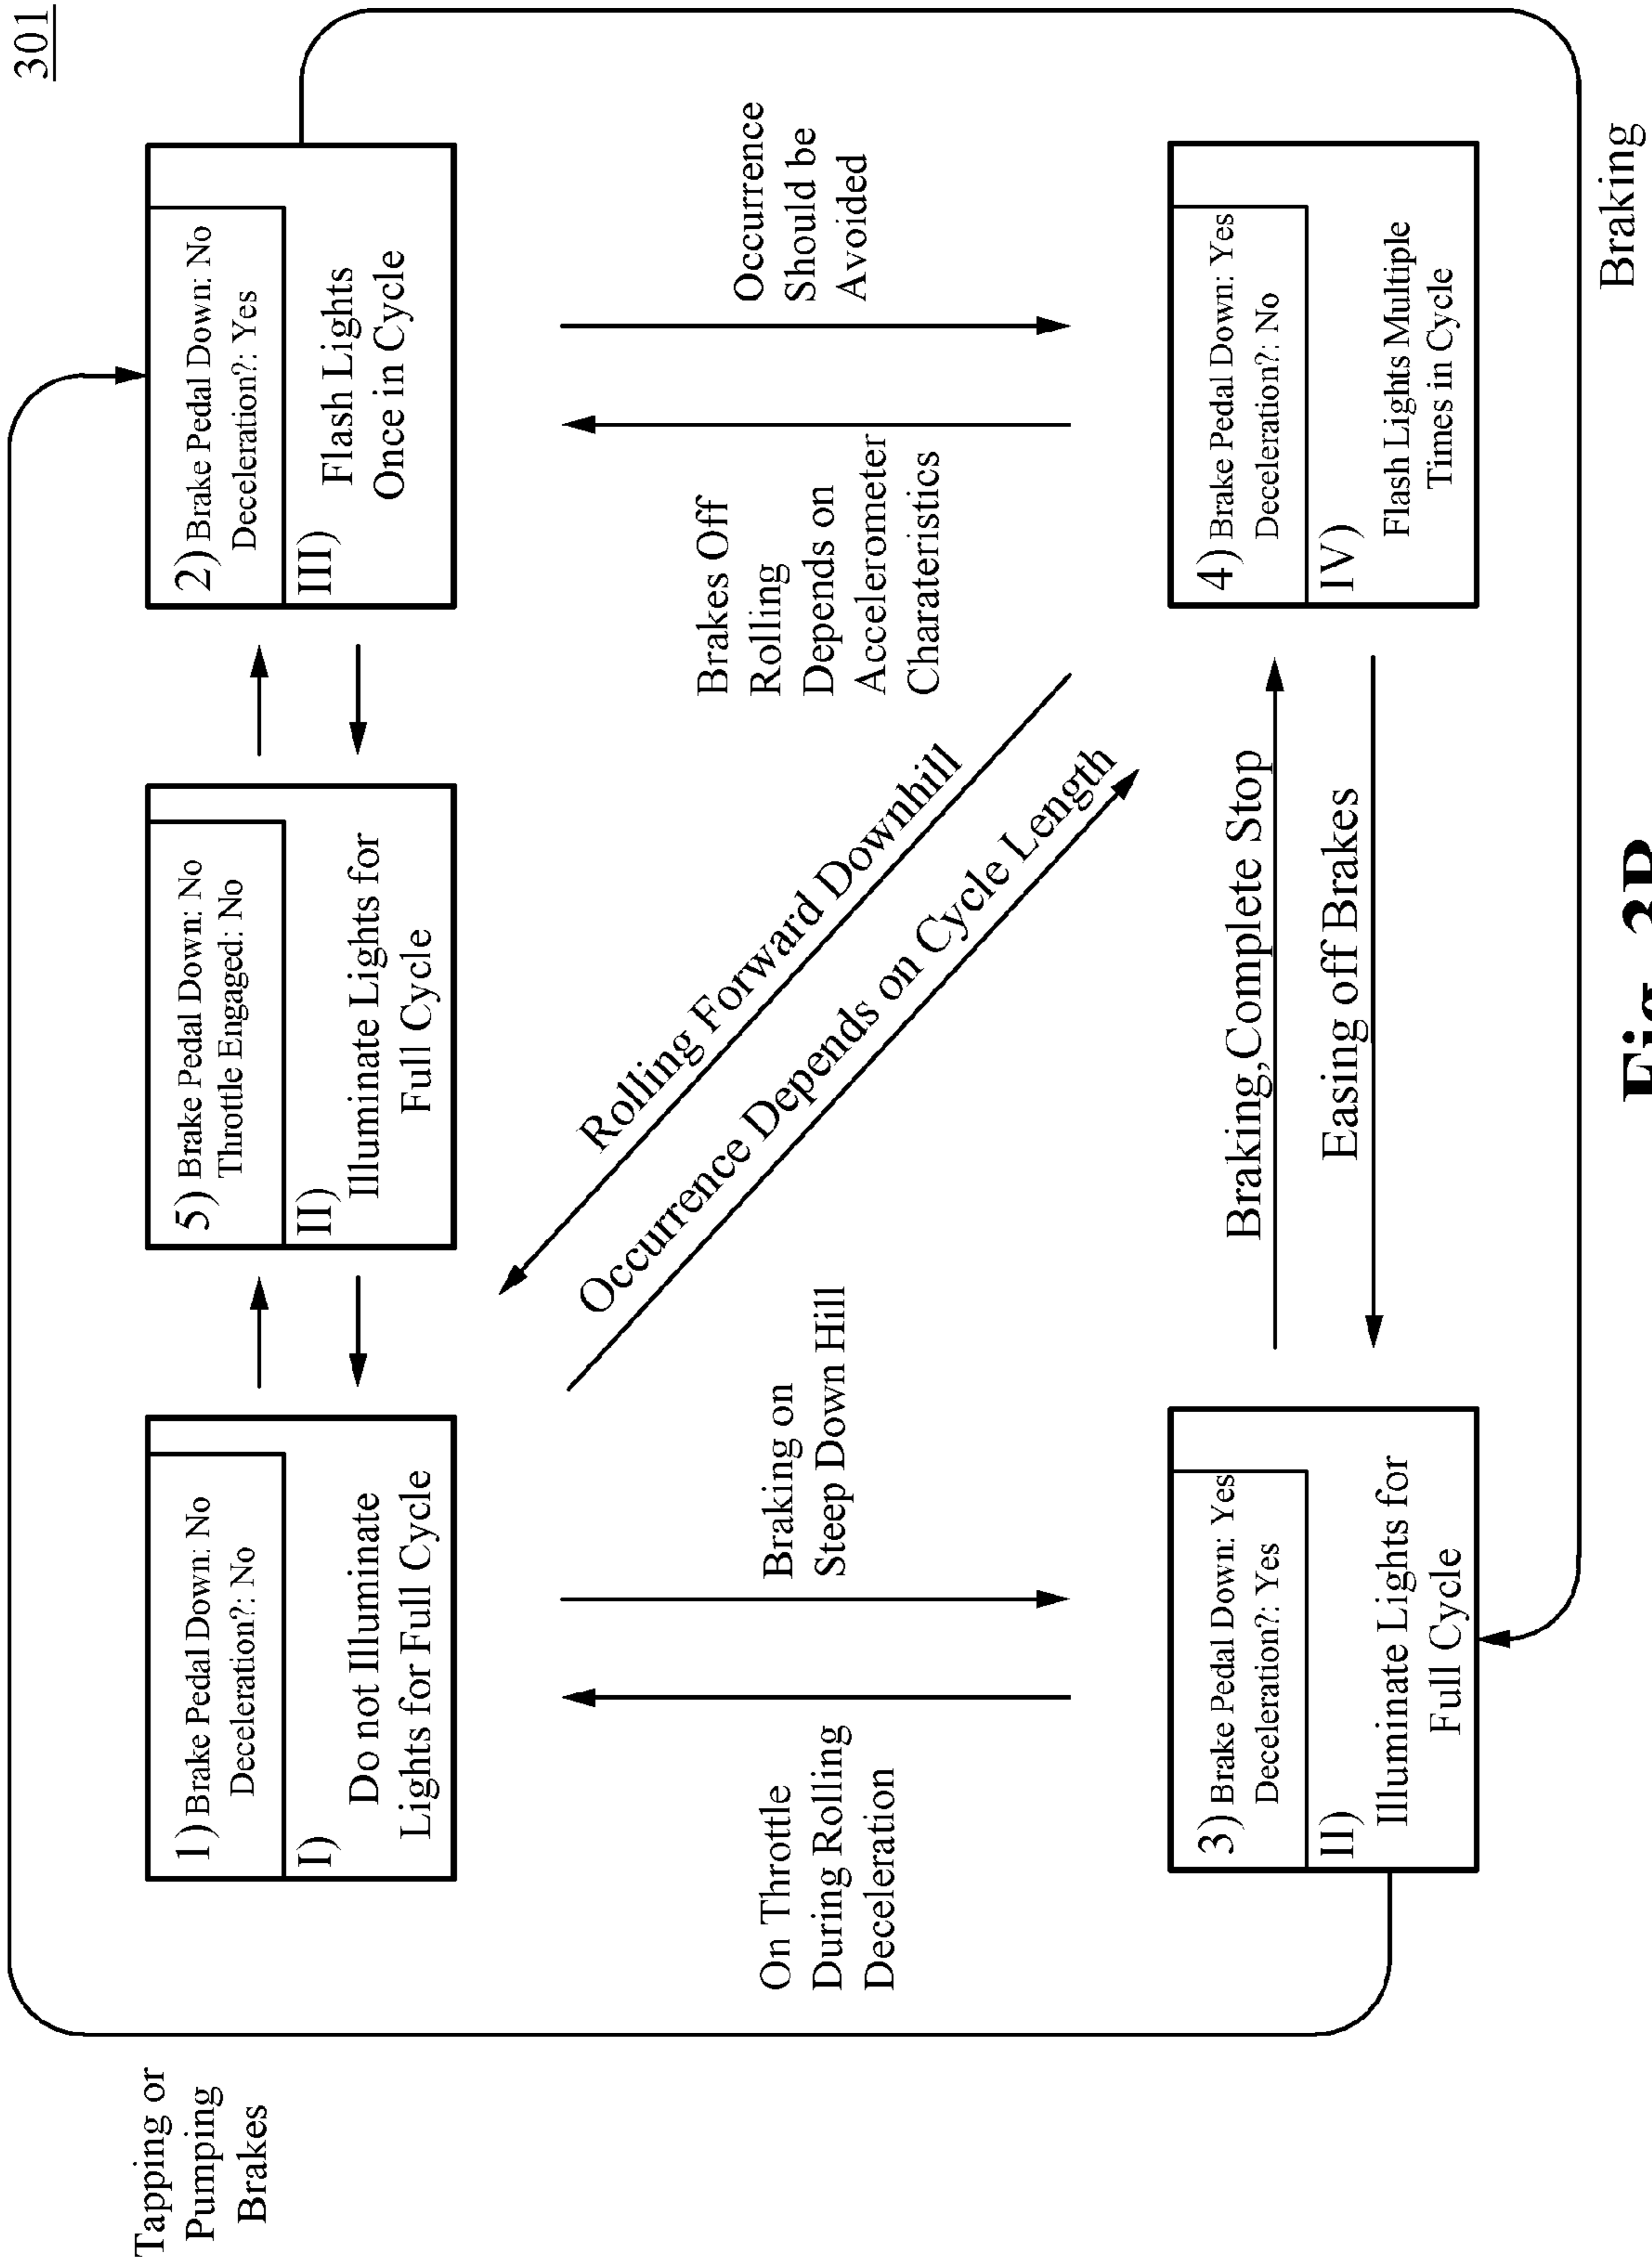 301
Tapping or
Pumping
Brakes
1) Brake Pedal Down: No
Deceleration?: No
I)
Do not Illuminate
Lights for Full Cycle
5) Brake Pedal Down: No
Throttle Engaged: No
II)
Illuminate Lights for
Full Cycle
2) Brake Pedal Down: No
Deceleration?: Yes
III)
Flash Lights
Once in Cycle
On Throttle
During Rolling
Deceleration
Braking on
Steep Down Hill
Rolling Forward Downhill
Occurrence Depends on Cycle Length
Brakes Off
Rolling
Depends on
Accelerometer
Charateristics
Occurrence
Should be
Avoided
3) Brake Pedal Down: Yes
Deceleration?: Yes
II)
Illuminate Lights for
Full Cycle
Braking,Complete Stop
Easing off Brakes
4) Brake Pedal Down: Yes
Deceleration?: No
IV)
Flash Lights Multiple
Times in Cycle
Braking